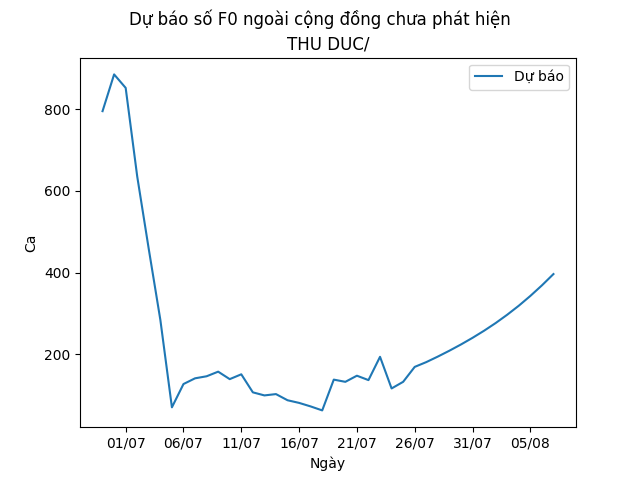 Dự báo số F0 ngoài cộng đồng chưa phát hiện
THU DUC/
Dự báo
800
600
400
200
Ca
01/07 06/07 11/07 16/07 21/07 26/07 31/07 05/08
Ngày